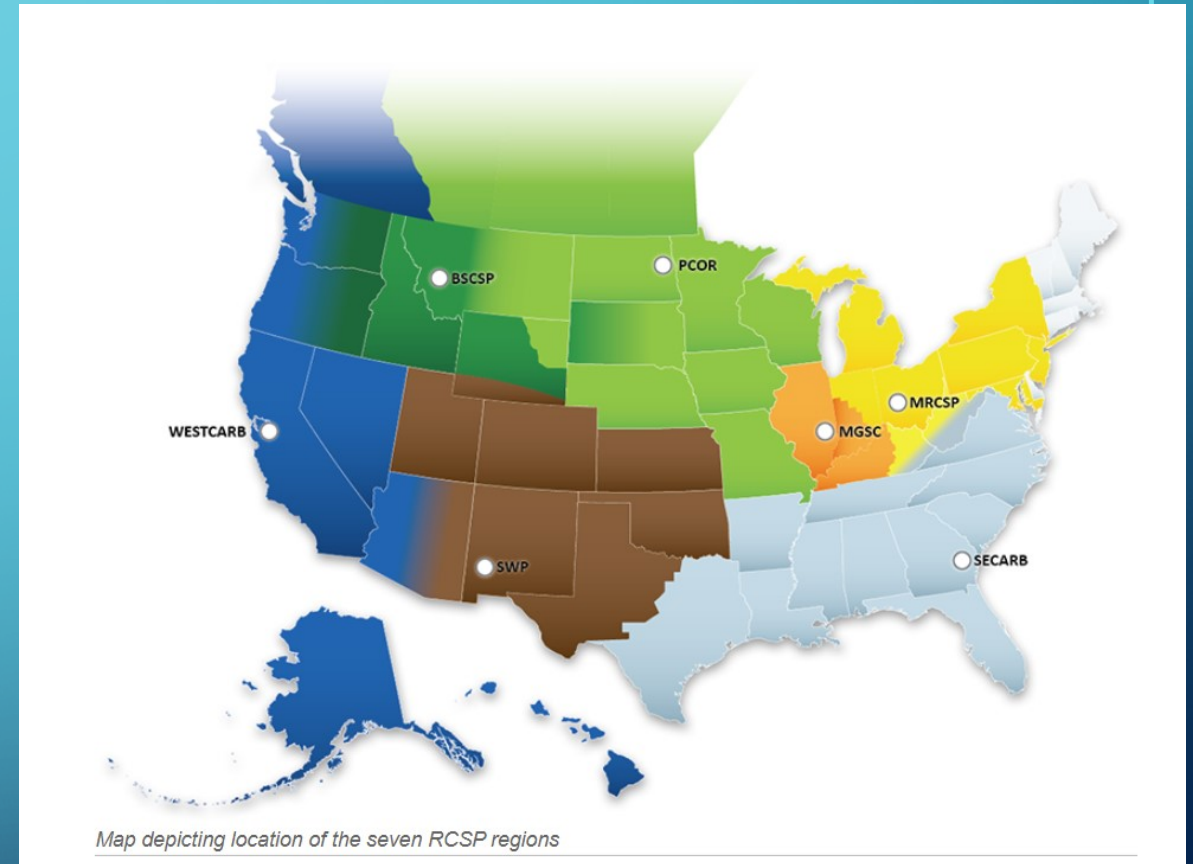 PCOR
BSCSP
MRCSP
WESTCARB
MGSC
SECARB
SWP
Map depicting location of the seven RCSP regions